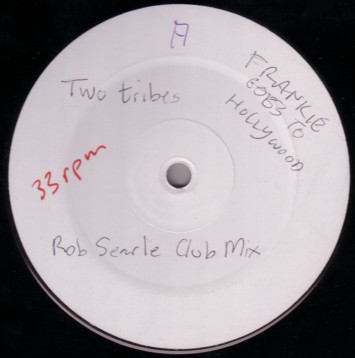 A
Two tribes
FRANKIE
GOES TO
HOLLYWOOD
33rpm
Rob Searle Club Mix